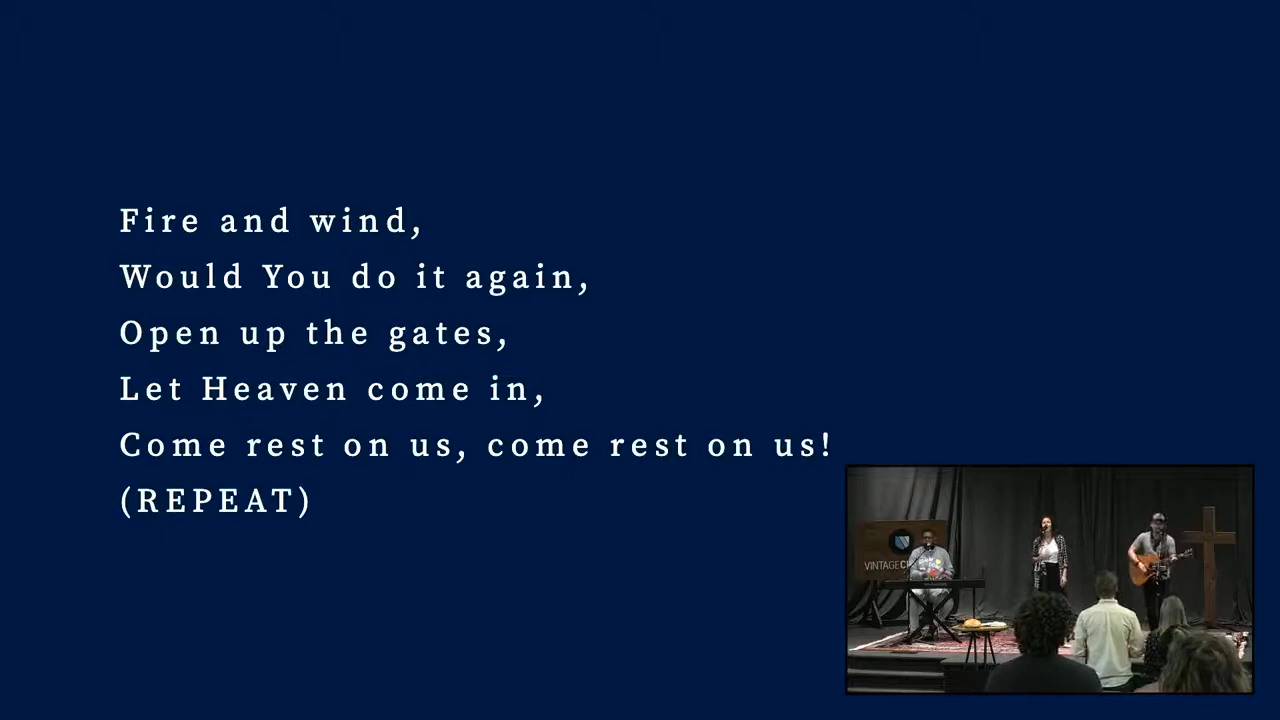 Fire and wind,
Would You do it again,
Open up the gates,
Let Heaven come in,
Come rest on us, come rest on us!
(REPEAT)